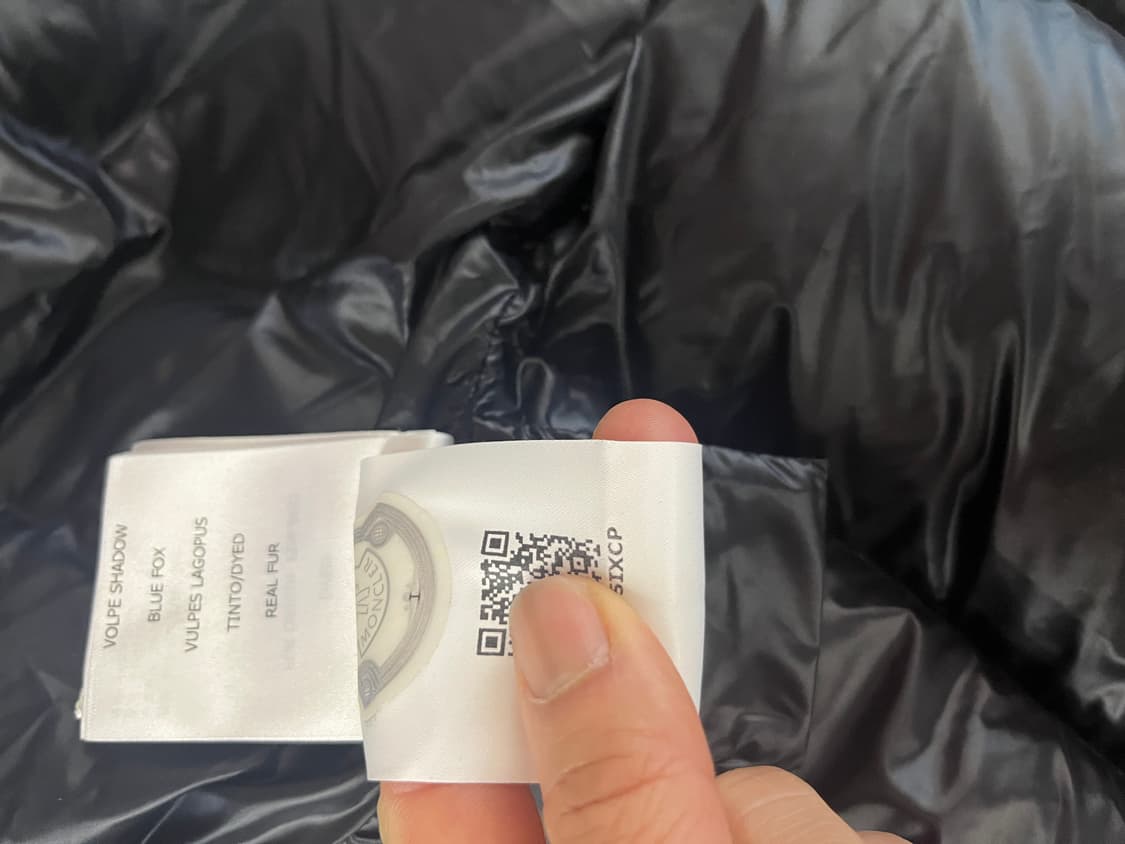 VOLPE SHADOW
BLUE FOX
VULPES LAGOPUS
TINTO/DYED
REAL FUR
MONCLER
SIXCP